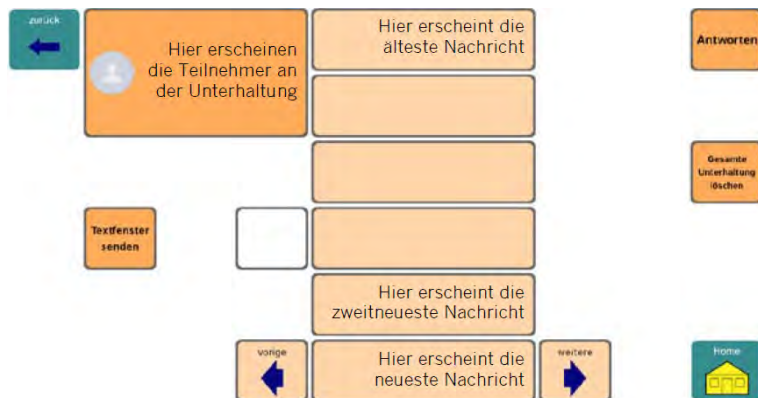 zurück
Hier erscheinen
die Teilnehmer an
der Unterhaltung
Hier erscheint die
älteste Nachricht
Antworten
Gesamte
Unterhaltung
löschen
Textfenster
senden
Hier erscheint die
zweitneueste Nachricht
vorige
Hier erscheint die
neueste Nachricht
weitere
Home